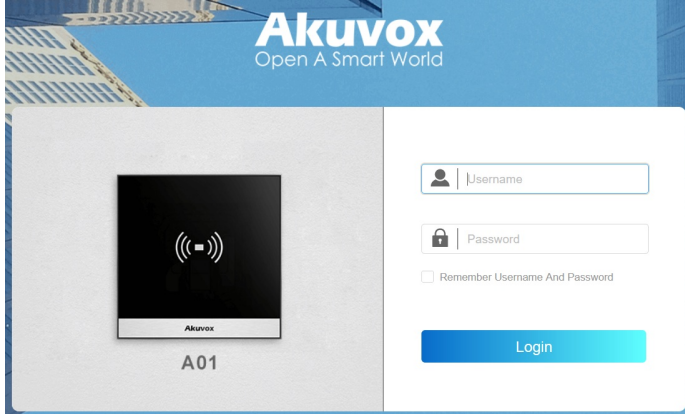 Akuvox
Open A Smart World
Username
Password
Remember Username And Password
Login
Akuvox
A01